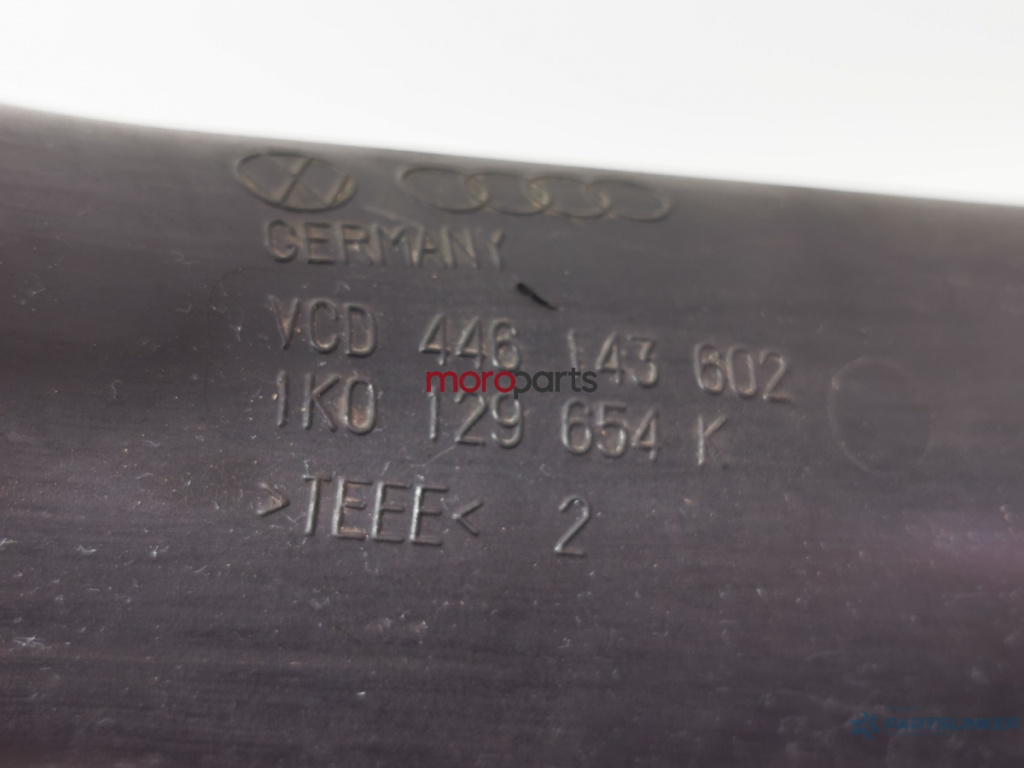 GERMANY
VCD 446 143 602
moroparts
1K0 129 654 K
>TEEE< 2